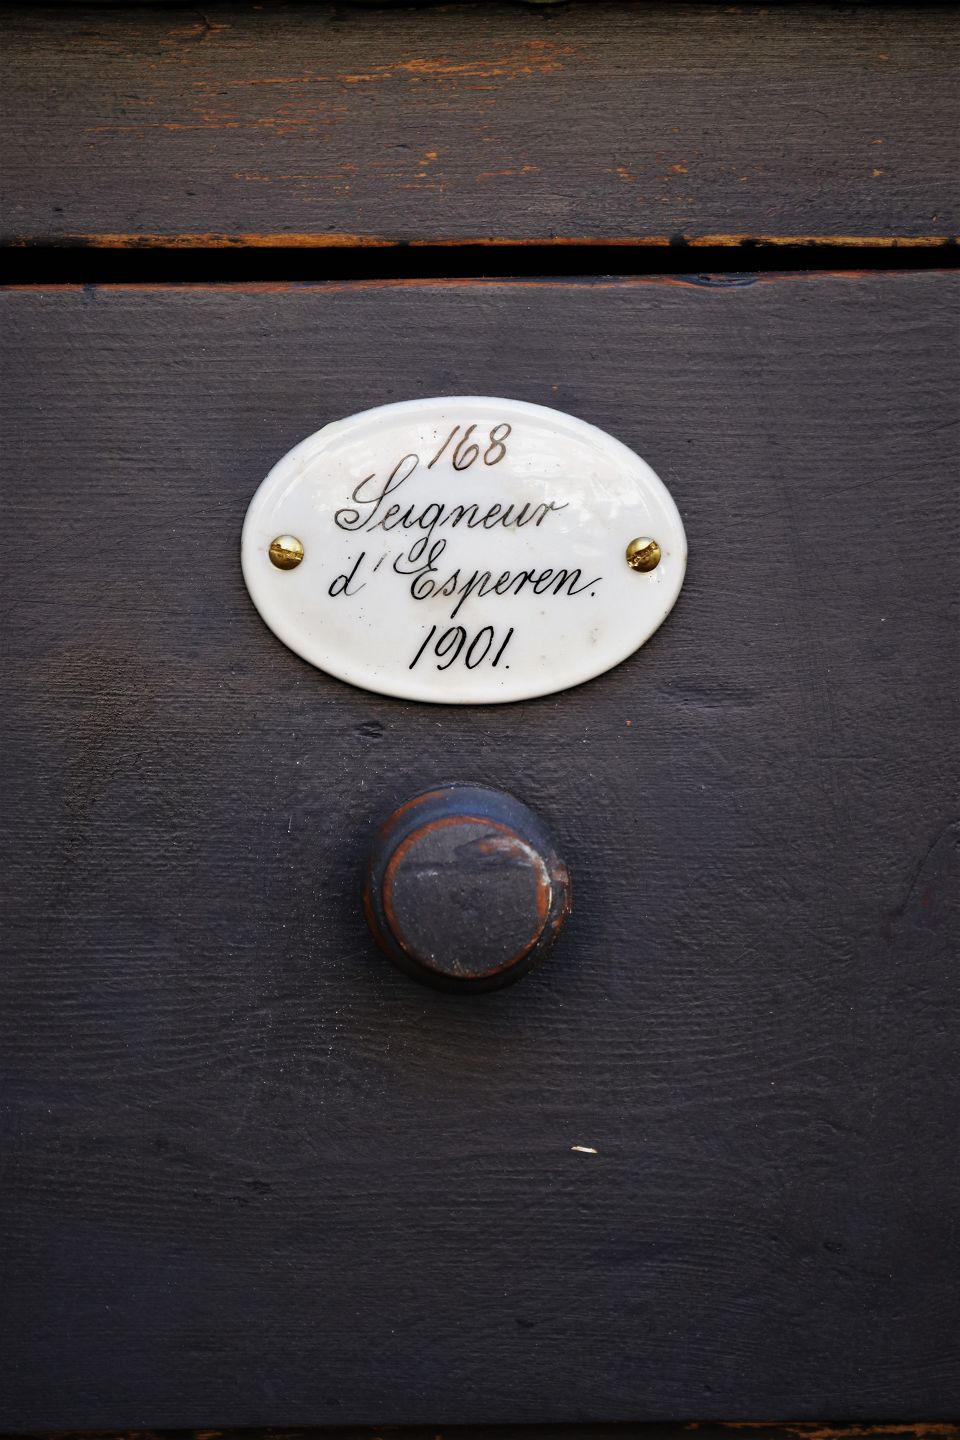 168
Seigneur
d'Esperen.
1901.